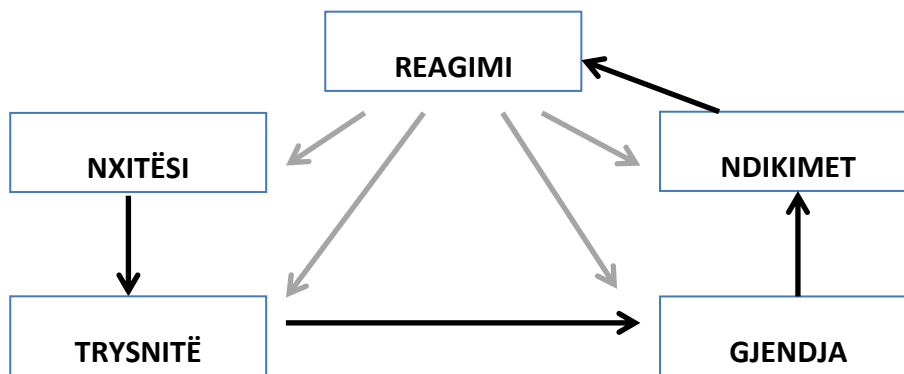 REAGIMI
NXITËSI
NDIKIMET
TRYSNITË
GJENDJA